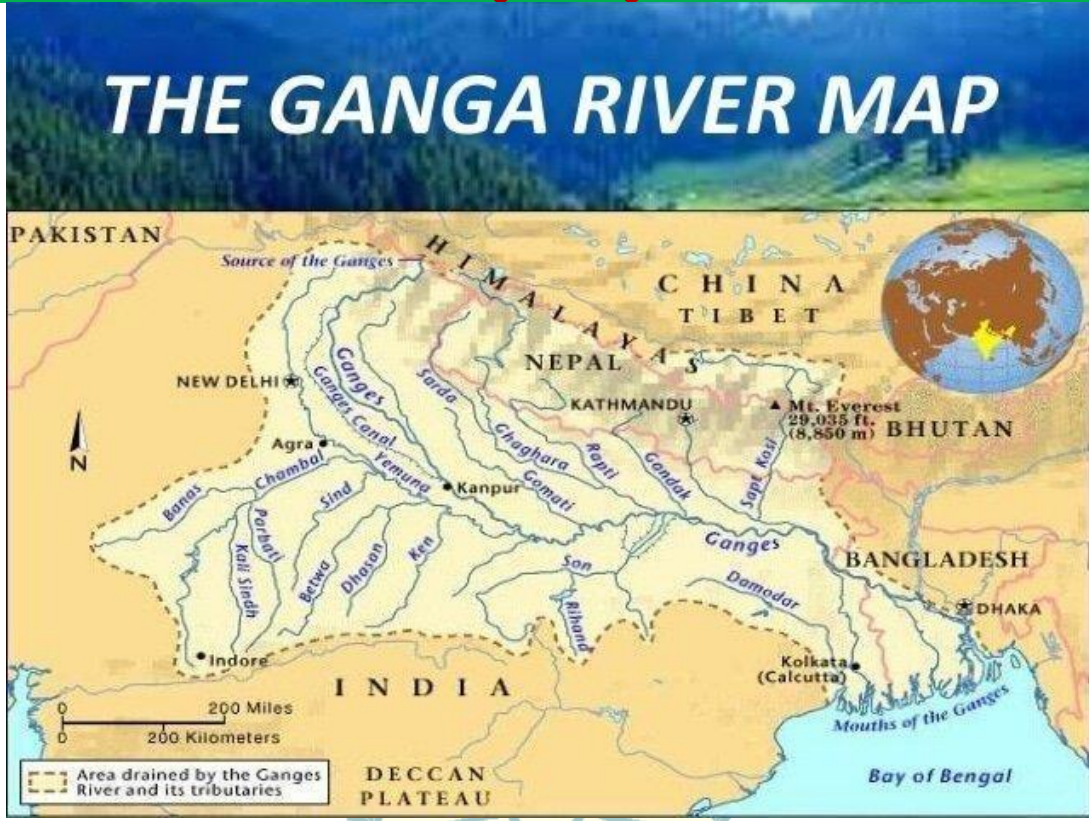 THE GANGA RIVER MAP
PAKISTAN
Source of the Ganges
HIMALAYAS
CHINA
TIBET
NEPAL
NEW DELHI
Ganges
Ganges Canal
Sarda
KATHMANDU
Mt. Everest
29,035 ft.
(8,850 m)
BHUTAN
N
Agra
Ghaghara
Rapti
Gandak
Sapt Kosi
Banas
Chambal
Yemuna
Kanpur
Gomati
Sind
Parbati
Kali Sindh
Betwa
Dhasan
Ken
Son
Rihand
Ganges
Damodar
BANGLADESH
DHAKA
Indore
Kolkata
(Calcutta)
INDIA
Mouths of the Ganges
0 200 Miles
0 200 Kilometers
Area drained by the Ganges
River and its tributaries
DECCAN
PLATEAU
Bay of Bengal